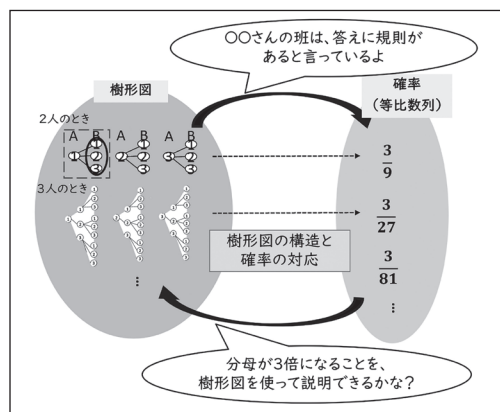 〇〇さんの班は、答えに規則が
あると言っているよ
樹形図
確率
(等比数列)
2人のとき
A B A B A B
1 1 2 3 2 1 2 3 3 1 2 3
3
9
3人のとき
3
27
樹形図の構造と
確率の対応
3
81
⋮
⋮
分母が3倍になることを、
樹形図を使って説明できるかな?